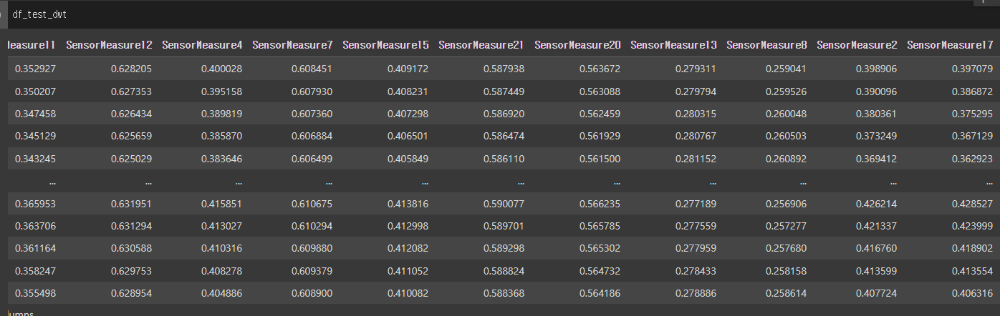 df_test_dwt
leasure11 SensorMeasure12 SensorMeasure4 SensorMeasure7 SensorMeasure15 SensorMeasure21 SensorMeasure20 SensorMeasure13 SensorMeasure8 SensorMeasure2 SensorMeasure17
0.352927 0.628205 0.400028 0.608451 0.409172 0.587938 0.563672 0.279311 0.259041 0.398906 0.397079
0.350207 0.627353 0.395158 0.607930 0.408231 0.587449 0.563088 0.279794 0.259526 0.390096 0.386872
0.347458 0.626434 0.389819 0.607360 0.407298 0.586920 0.562459 0.280315 0.260048 0.380361 0.375295
0.345129 0.625659 0.385870 0.606884 0.406501 0.586474 0.561929 0.280767 0.260503 0.373249 0.367129
0.343245 0.625029 0.383646 0.606499 0.405849 0.586110 0.561500 0.281152 0.260892 0.369412 0.362923
... ... ... ... ... ... ... ... ... ... ...
0.365953 0.631951 0.415851 0.610675 0.413816 0.590077 0.566235 0.277189 0.256906 0.426214 0.428527
0.363706 0.631294 0.413027 0.610294 0.412998 0.589701 0.565785 0.277559 0.257277 0.421337 0.423999
0.361164 0.630588 0.410316 0.609880 0.412082 0.589298 0.565302 0.277959 0.257680 0.416760 0.418902
0.358247 0.629753 0.408278 0.609379 0.411052 0.588824 0.564732 0.278433 0.258158 0.413599 0.413554
0.355498 0.628954 0.404886 0.608900 0.410082 0.588368 0.564186 0.278886 0.258614 0.407724 0.406316
umns